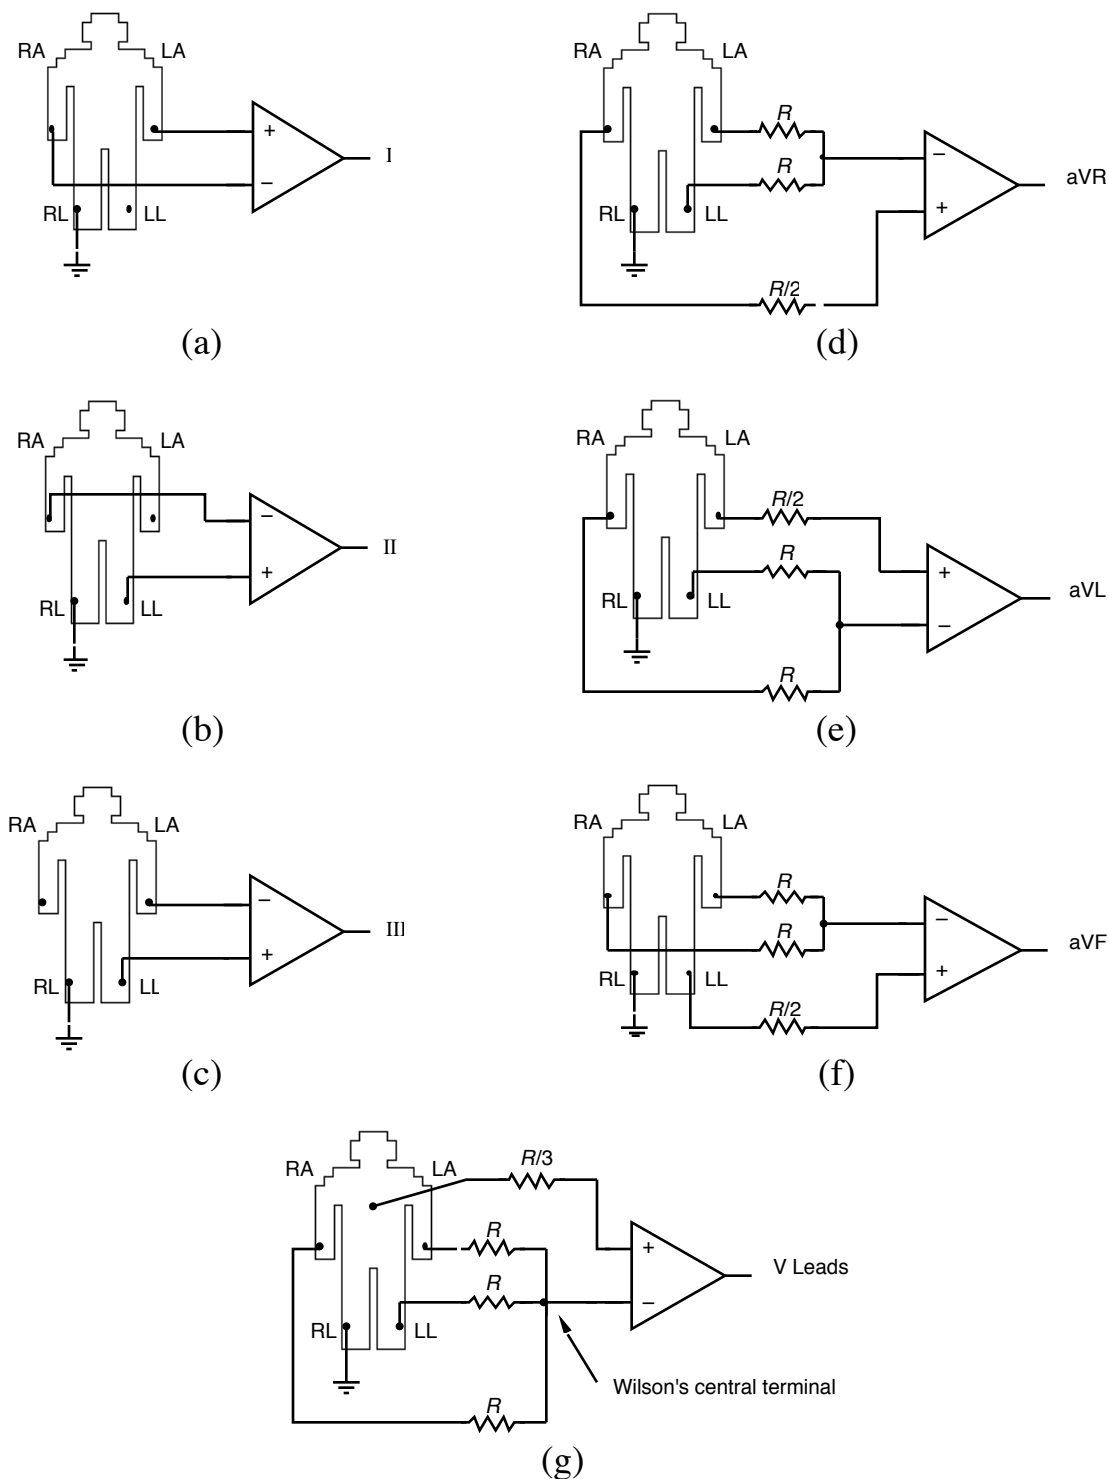 RA LA
+
I
−
RL LL
(a)
RA LA
R
−
aVR
R
+
RL LL
R/2
(d)
RA LA
−
II
+
RL LL
(b)
RA LA
R/2
R
+
aVL
RL LL
−
R
(e)
RA LA
−
III
+
RL LL
(c)
RA LA
R
−
R
aVF
+
RL LL
R/2
(f)
RA LA
R/3
R
+
V Leads
R
−
RL LL
Wilson's central terminal
R
(g)